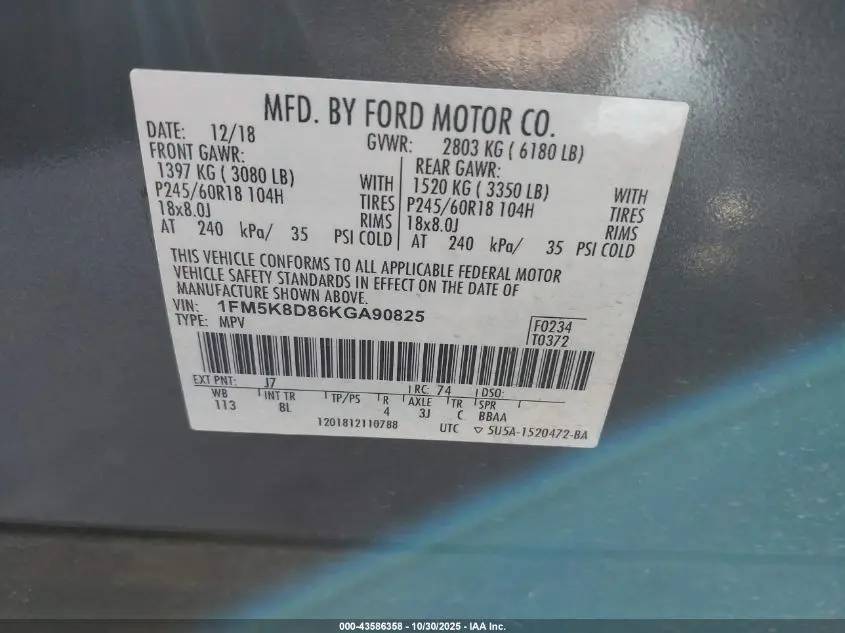 MFD. BY FORD MOTOR CO.
DATE: 12/18 GVWR: 2803 KG ( 6180 LB)
FRONT GAWR: REAR GAWR:
1397 KG ( 3080 LB) WITH 1520 KG ( 3350 LB) WITH
P245/60R18 104H TIRES P245/60R18 104H TIRES
18x8.0J RIMS 18x8.0J RIMS
AT 240 kPa/ 35 PSI COLD AT 240 kPa/ 35 PSI COLD
THIS VEHICLE CONFORMS TO ALL APPLICABLE FEDERAL MOTOR
VEHICLE SAFETY STANDARDS IN EFFECT ON THE DATE OF
MANUFACTURE SHOWN ABOVE.
VIN: 1FM5K8D86KGA90825
TYPE: MPV
F0234
T0372
EXT PNT: J7 RC: 74 DSO:
WB INT TR TP/PS R AXLE TR SPR
113 8L 4 3J C BBAA
1201812110788 UTC ▽ 5U5A-1520472-BA
000-43586358 - 10/30/2025 - IAA Inc.